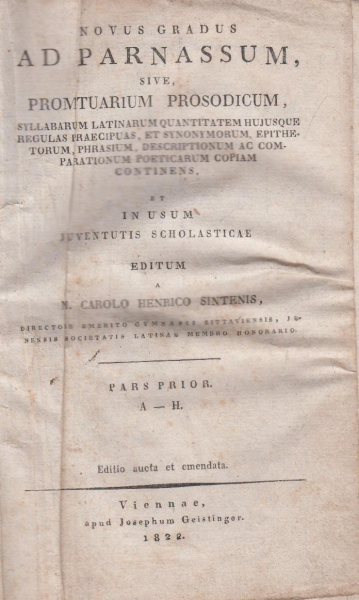 NOVUS GRADUS
AD PARNASSUM,
SIVE,
PROMTUARIUM PROSODICUM,
SYLLABARUM LATINARUM QUANTITATEM HUJUSQUE
REGULAS PRAECIPUAS, ET SYNONYMORUM, EPITHE-
TORUM, PHRASIUM, DESCRIPTIONUM AC COM-
PARATIONUM POETICARUM COPIAM
CONTINENS,
ET
IN USUM
JUVENTUTIS SCHOLASTICAE
EDITUM
A
M. CAROLO HENRICO SINTENIS,
DIRECTORE EMERITO GYMNASII ZITTAVIENSIS, JE-
NENSIS SOCIETATIS LATINAE MEMBRO HONORARIO.
PARS PRIOR.
A — H.
Editio aucta et emendata.
Viennae,
apud Josephum Geistinger.
1822.